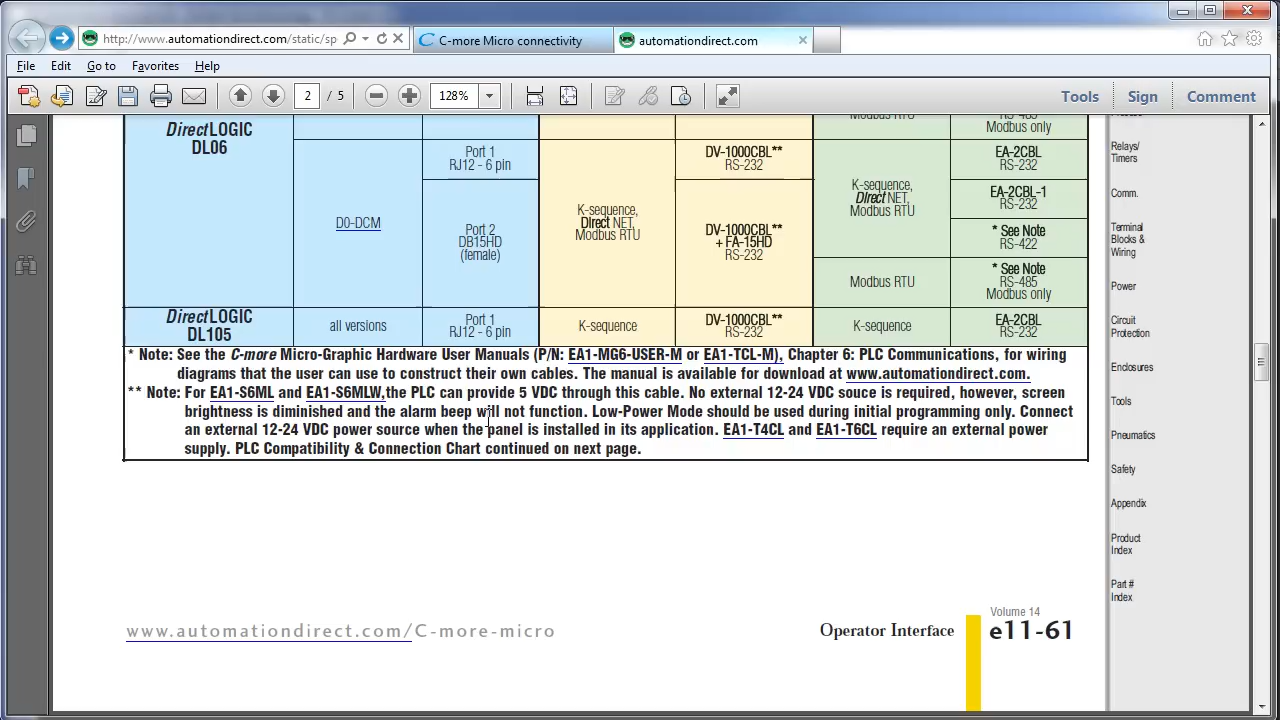 http://www.automationdirect.com/static/sp
C-more Micro connectivity
automationdirect.com
File Edit Go to Favorites Help
2 / 5
128%
Tools Sign Comment
DirectLOGIC
DL06
Modbus RTU
RS-485
Modbus only
D0-DCM
Port 1
RJ12 - 6 pin
Port 2
DB15HD
(female)
K-sequence,
Direct NET,
Modbus RTU
DV-1000CBL**
RS-232
DV-1000CBL**
+ FA-15HD
RS-232
K-sequence,
Direct NET,
Modbus RTU
Modbus RTU
EA-2CBL
RS-232
EA-2CBL-1
RS-232
* See Note
RS-422
* See Note
RS-485
Modbus only
DirectLOGIC
DL105
all versions
Port 1
RJ12 - 6 pin
K-sequence
DV-1000CBL**
RS-232
K-sequence
EA-2CBL
RS-232
* Note: See the C-more Micro-Graphic Hardware User Manuals (P/N: EA1-MG6-USER-M or EA1-TCL-M), Chapter 6: PLC Communications, for wiring
diagrams that the user can use to construct their own cables. The manual is available for download at www.automationdirect.com.
** Note: For EA1-S6ML and EA1-S6MLW,the PLC can provide 5 VDC through this cable. No external 12-24 VDC souce is required, however, screen
brightness is diminished and the alarm beep will not function. Low-Power Mode should be used during initial programming only. Connect
an external 12-24 VDC power source when the panel is installed in its application. EA1-T4CL and EA1-T6CL require an external power
supply. PLC Compatibility & Connection Chart continued on next page.
www.automationdirect.com/C-more-micro
Volume 14
Operator Interface e11-61
Relays/
Timers
Comm.
Terminal
Blocks &
Wiring
Power
Circuit
Protection
Enclosures
Tools
Pneumatics
Safety
Appendix
Product
Index
Part #
Index